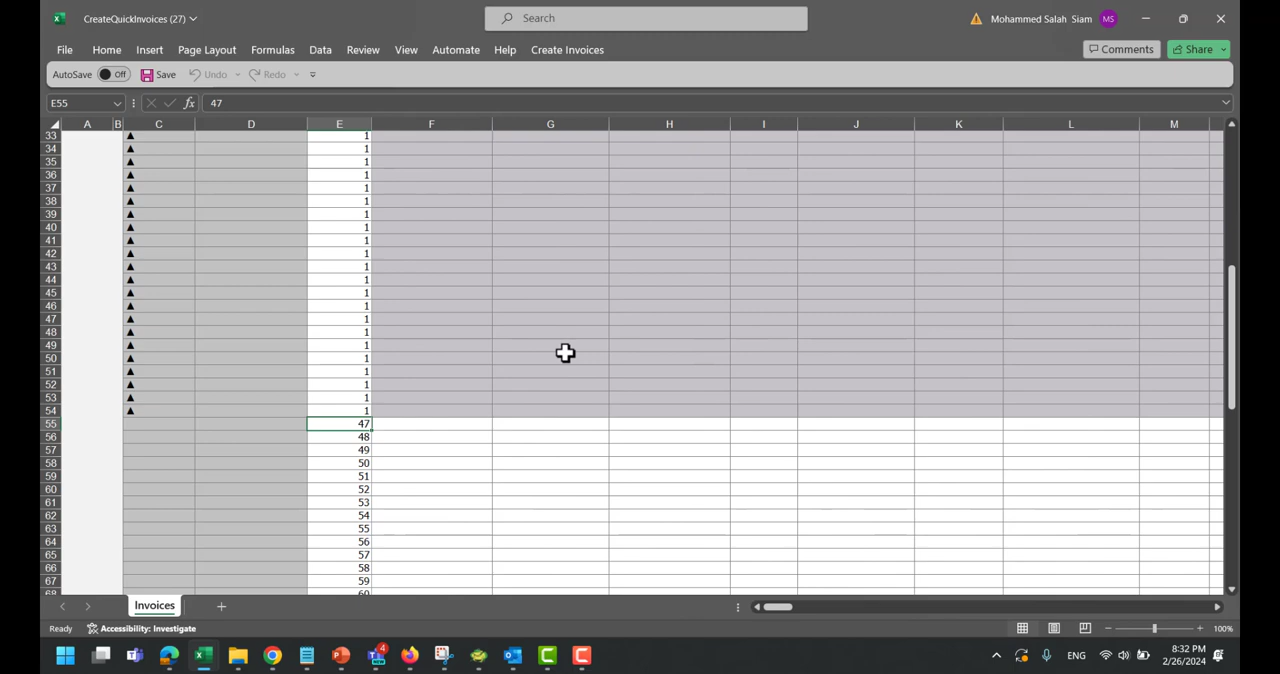 CreateQuickInvoices (27)
Search
Mohammed Salah Siam MS
File Home Insert Page Layout Formulas Data Review View Automate Help Create Invoices Comments Share
AutoSave Off Save Undo Redo
E55 fx 47
A B C D E F G H I J K L M
33 ▲ 1
34 ▲ 1
35 ▲ 1
36 ▲ 1
37 ▲ 1
38 ▲ 1
39 ▲ 1
40 ▲ 1
41 ▲ 1
42 ▲ 1
43 ▲ 1
44 ▲ 1
45 ▲ 1
46 ▲ 1
47 ▲ 1
48 ▲ 1
49 ▲ 1
50 ▲ 1
51 ▲ 1
52 ▲ 1
53 ▲ 1
54 ▲ 1
55 47
56 48
57 49
58 50
59 51
60 52
61 53
62 54
63 55
64 56
65 57
66 58
67 59
68 60
Invoices
Ready Accessibility: Investigate 100%
4 ENG 8:32 PM
2/26/2024